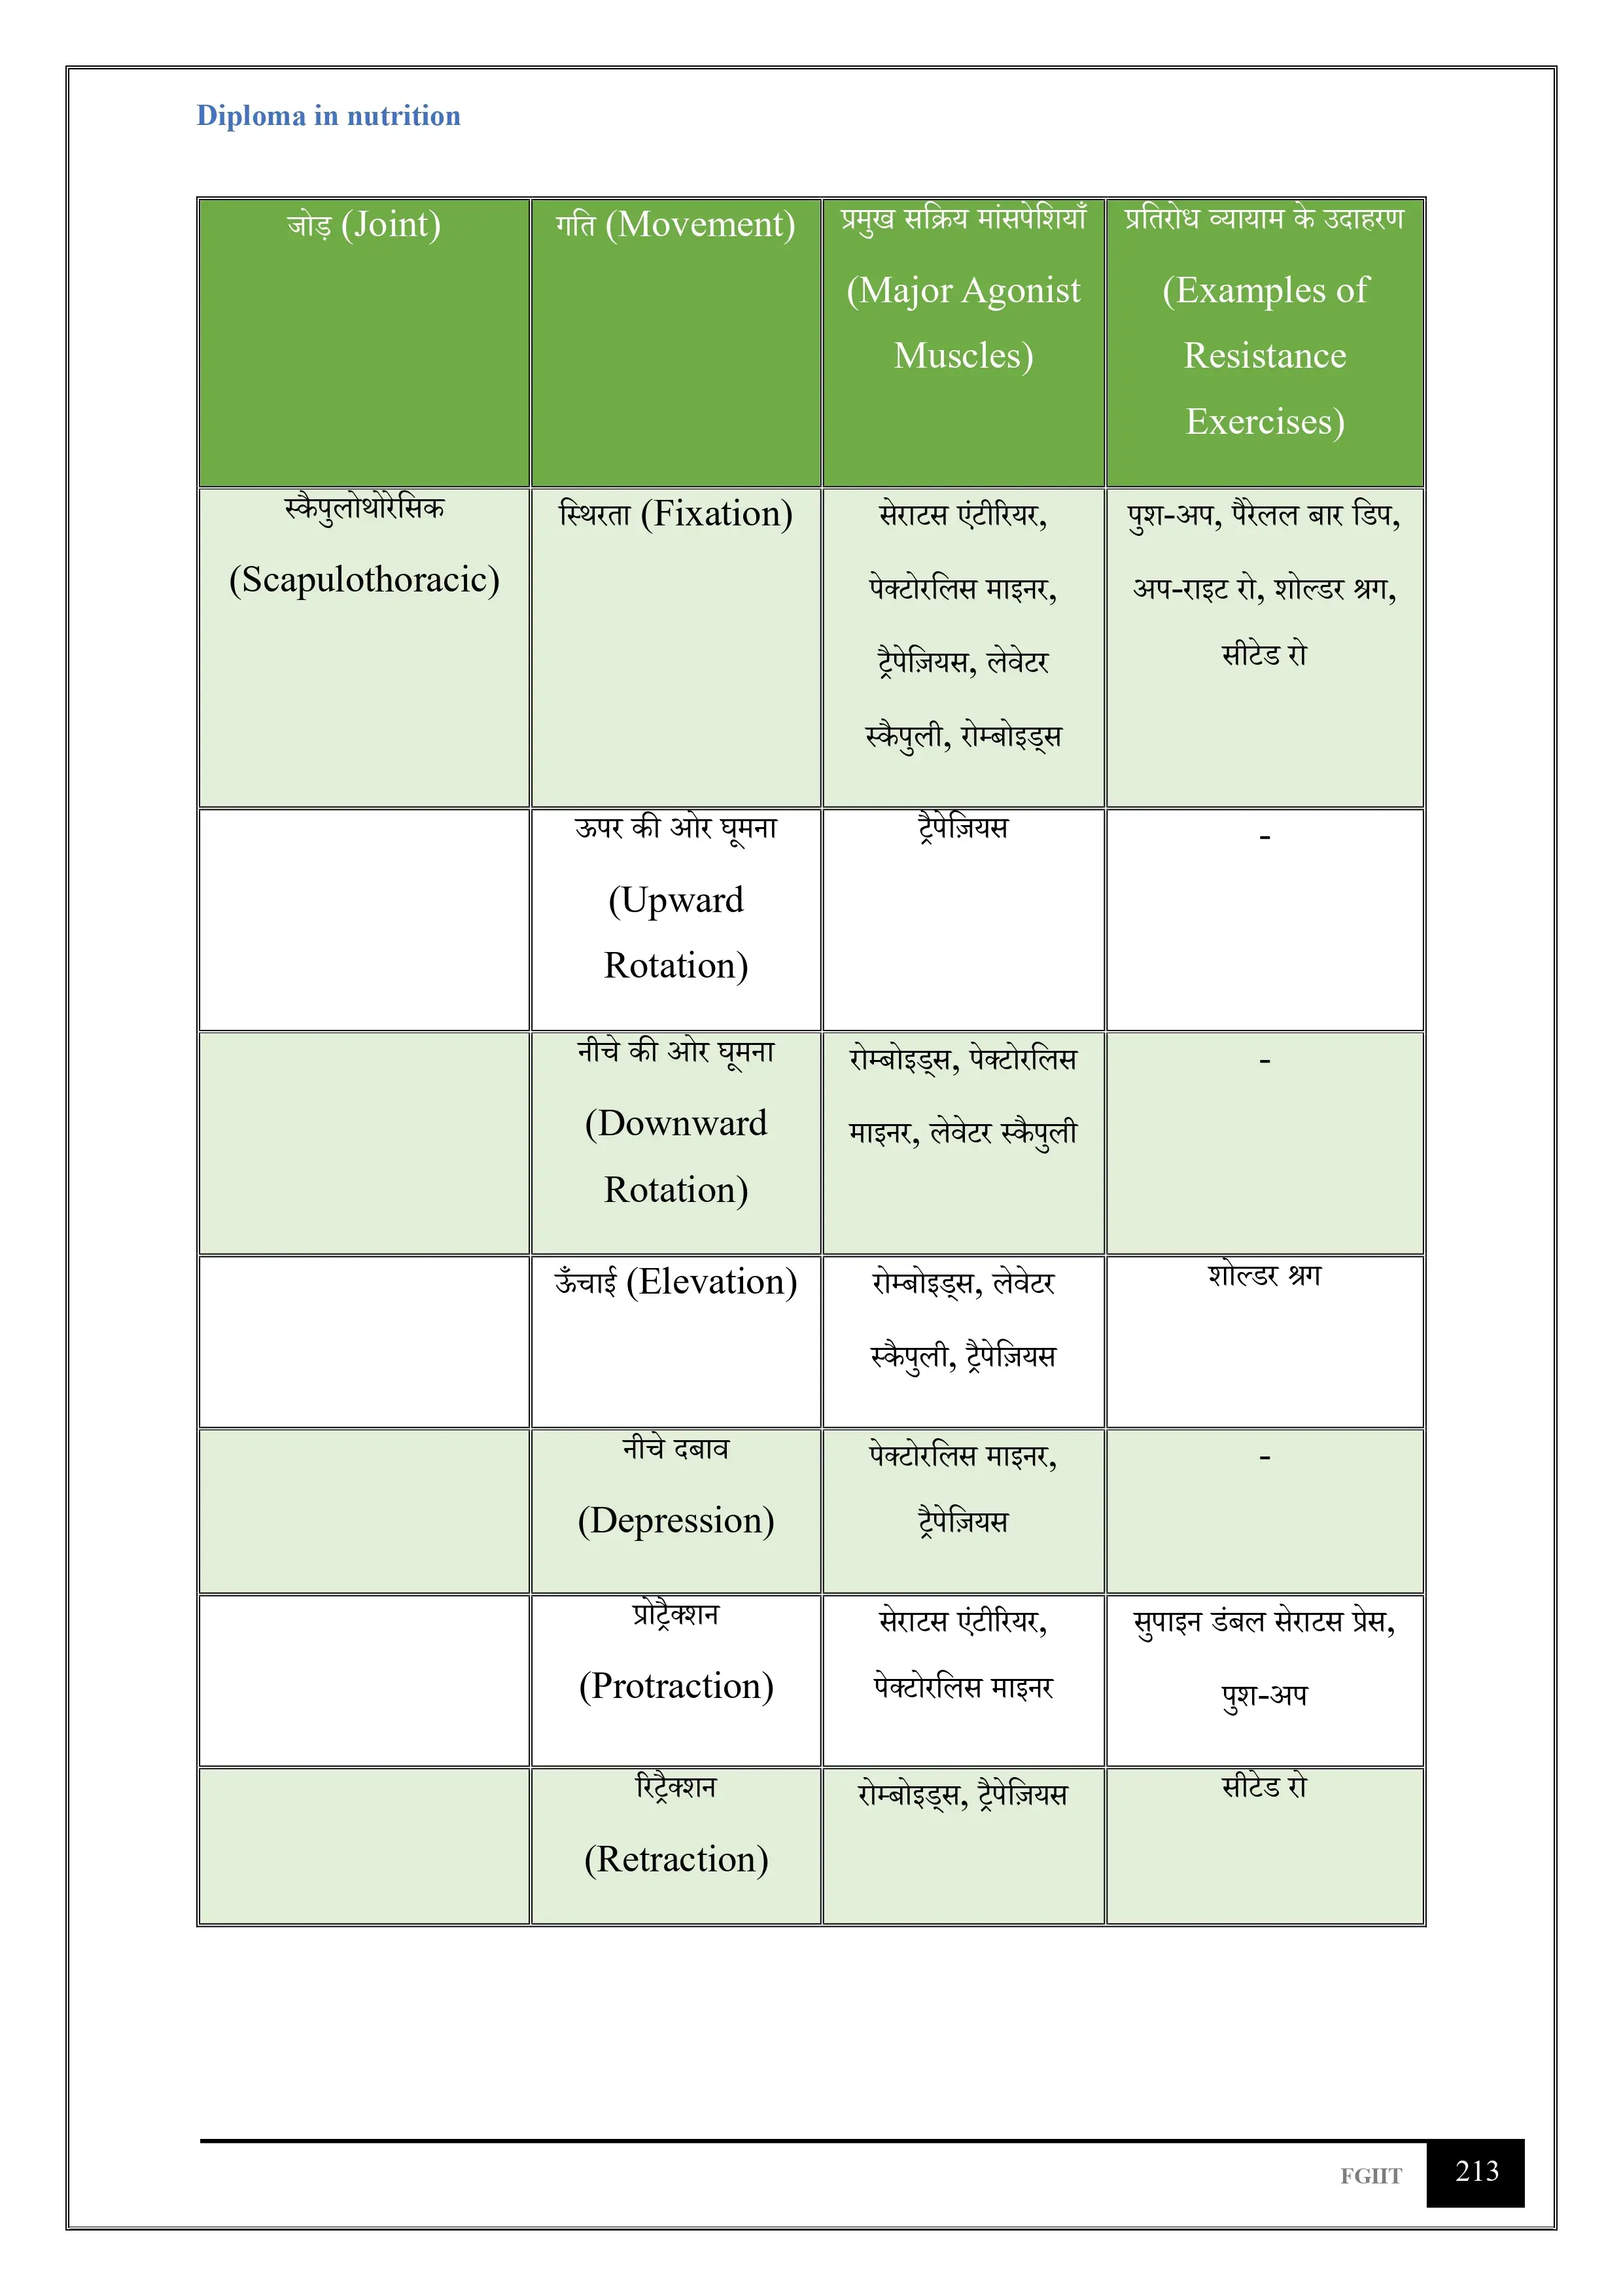 Diploma in nutrition
जोड़ (Joint)
गति (Movement)
प्रमुख सक्रिय मांसपेशियाँ
(Major Agonist
Muscles)
प्रतिरोध व्यायाम के उदाहरण
(Examples of
Resistance
Exercises)
स्कैपुलोथोरेसिक
(Scapulothoracic)
स्थिरता (Fixation)
सेराटस एंटीरियर,
पेक्टोरलिस माइनर,
ट्रैपेज़ियस, लेवेटर
स्कैपुली, रोम्बोइड्स
पुश-अप, पैरेलल बार डिप,
अप-राइट रो, शोल्डर श्रग,
सीटेड रो
ऊपर की ओर घूमना
(Upward
Rotation)
ट्रैपेज़ियस
-
नीचे की ओर घूमना
(Downward
Rotation)
रोम्बोइड्स, पेक्टोरलिस
माइनर, लेवेटर स्कैपुली
-
ऊँचाई (Elevation)
रोम्बोइड्स, लेवेटर
स्कैपुली, ट्रैपेज़ियस
शोल्डर श्रग
नीचे दबाव
(Depression)
पेक्टोरलिस माइनर,
ट्रैपेज़ियस
-
प्रोट्रैक्शन
(Protraction)
सेराटस एंटीरियर,
पेक्टोरलिस माइनर
सुपाइन डंबल सेराटस प्रेस,
पुश-अप
रिट्रैक्शन
(Retraction)
रोम्बोइड्स, ट्रैपेज़ियस
सीटेड रो
FGIIT
213